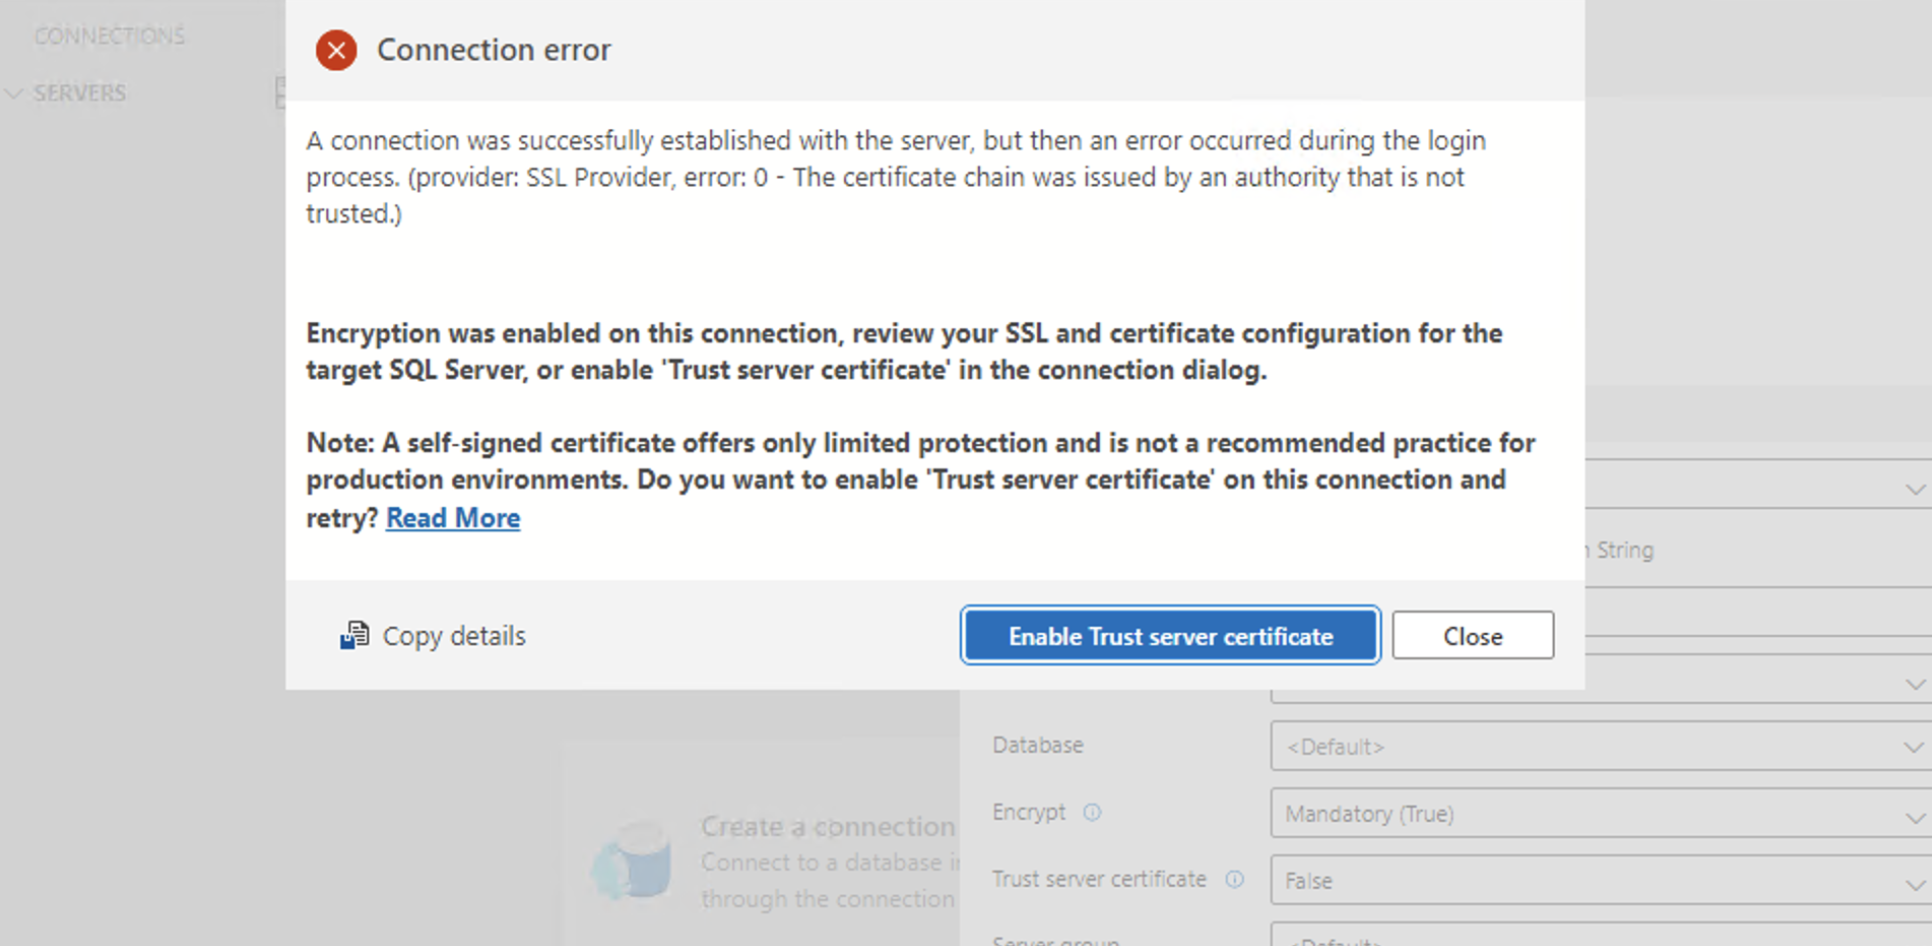 CONNECTIONS
SERVERS
Connection error
A connection was successfully established with the server, but then an error occurred during the login
process. (provider: SSL Provider, error: 0 - The certificate chain was issued by an authority that is not
trusted.)
Encryption was enabled on this connection, review your SSL and certificate configuration for the
target SQL Server, or enable 'Trust server certificate' in the connection dialog.
Note: A self-signed certificate offers only limited protection and is not a recommended practice for
production environments. Do you want to enable 'Trust server certificate' on this connection and
retry? Read More
String
Copy details
Enable Trust server certificate
Close
Database
<Default>
Encrypt
Mandatory (True)
Trust server certificate
False
Create a connection
Connect to a database
through the connection
Server group
<Default>